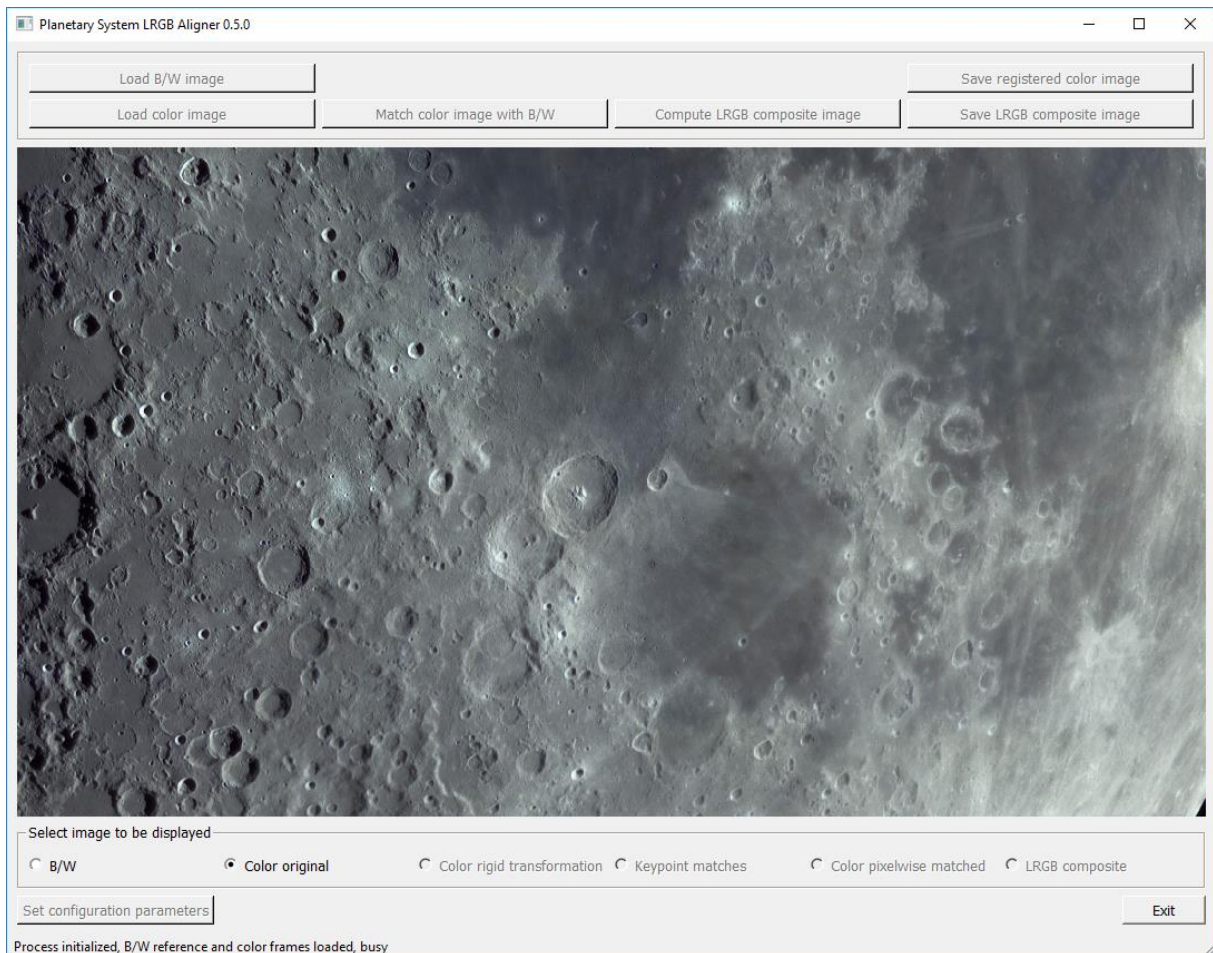 Planetary System LRGB Aligner 0.5.0
Load B/W image
Save registered color image
Load color image
Match color image with B/W
Compute LRGB composite image
Save LRGB composite image
Select image to be displayed
B/W
Color original
Color rigid transformation
Keypoint matches
Color pixelwise matched
LRGB composite
Set configuration parameters
Exit
Process initialized, B/W reference and color frames loaded, busy